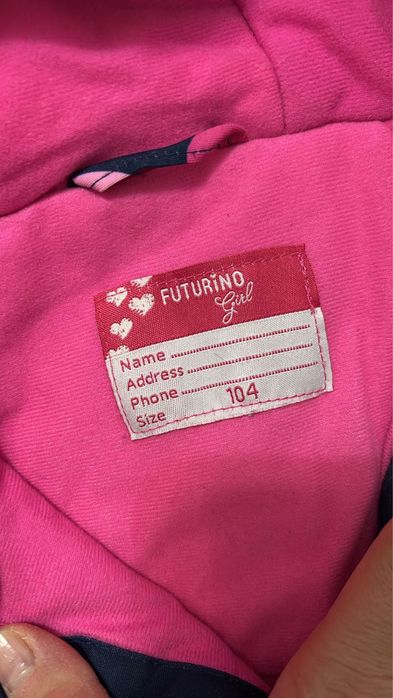 FUTURINO
Girl
Name
Address
Phone
Size 104